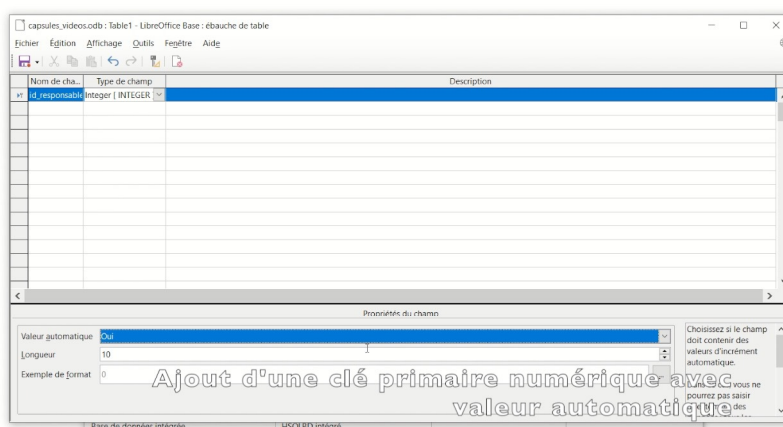 capsules_videos.odb : Table1 - LibreOffice Base : ébauche de table
Fichier Édition Affichage Outils Fenêtre Aide
Nom de cha... Type de champ Description
id_responsable Integer [ INTEGER
Propriétés du champ
Valeur automatique Oui
Longueur 10
Exemple de format 0
Choisissez si le champ
doit contenir des
valeurs d'incrément
automatique.
vous ne
pourrez pas saisir
des
Ajout d'une clé primaire numérique avec
valeur automatique
Base de données intégrée HSQLDB intégré